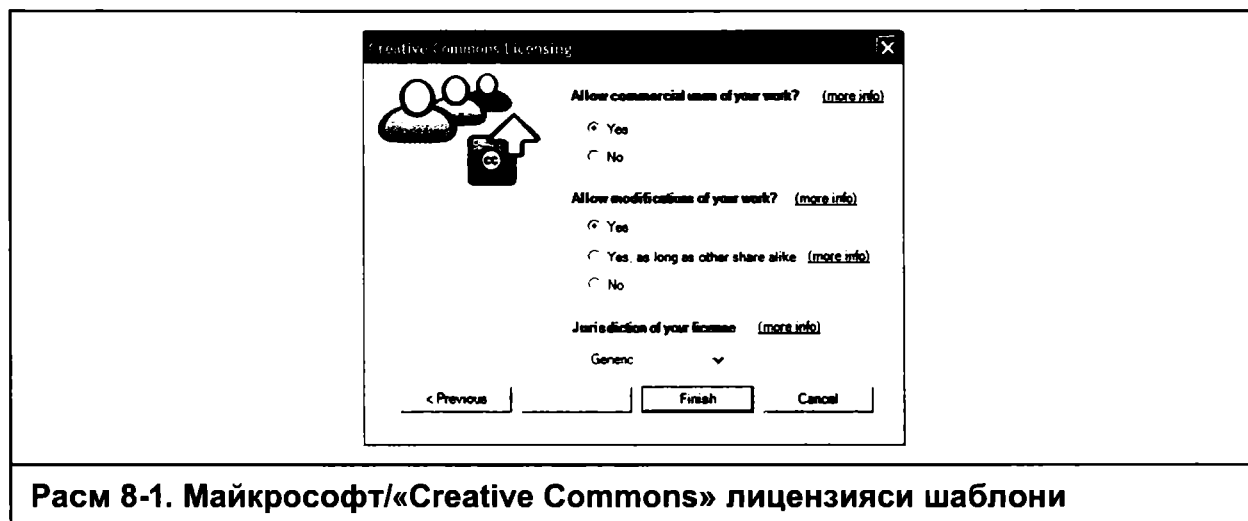 Creative Commons Licensing
Allow commercial uses of your work? (more info)
Yes
No
Allow modifications of your work? (more info)
Yes
Yes, as long as other share alike (more info)
No
Jurisdiction of your license (more info)
Generic
< Previous
Finish
Cancel
cc
Расм 8-1. Майкрософт/«Creative Commons» лицензияси шаблони